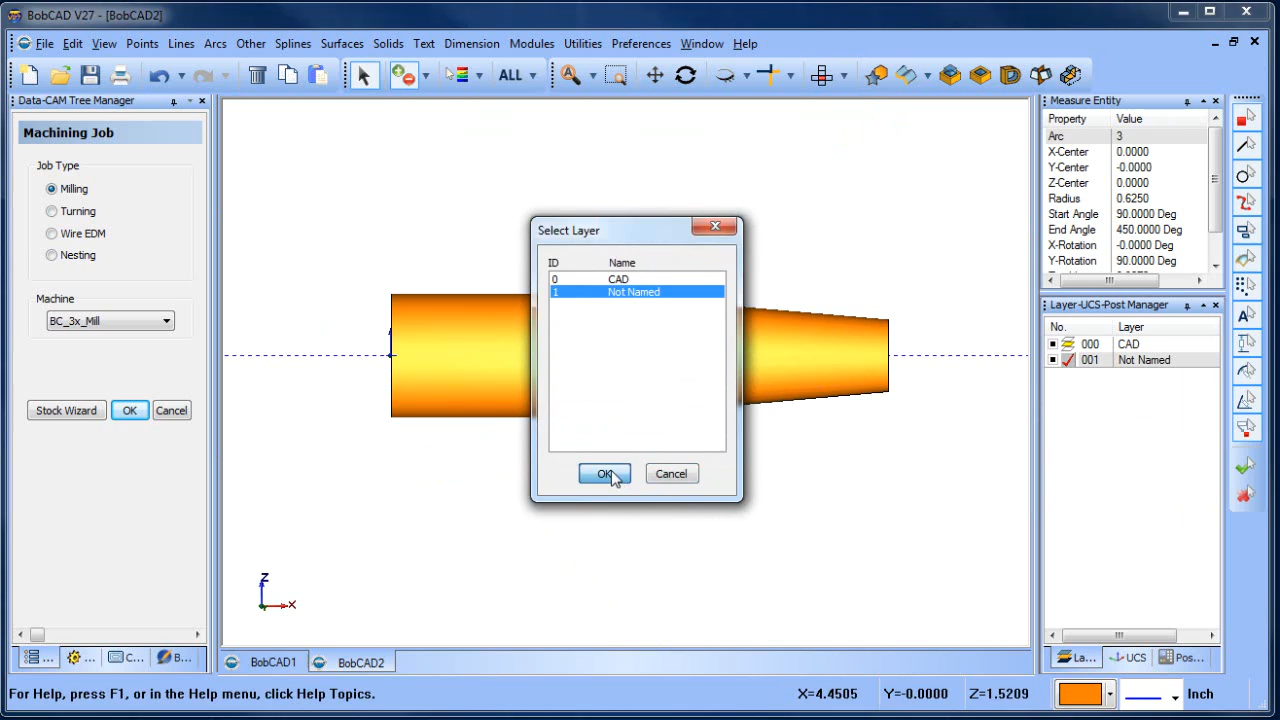 BobCAD V27 - [BobCAD2]
File Edit View Points Lines Arcs Other Splines Surfaces Solids Text Dimension Modules Utilities Preferences Window Help
ALL
Data-CAM Tree Manager
Machining Job
Job Type
Milling
Turning
Wire EDM
Nesting
Machine
BC_3x_Mill
Stock Wizard OK Cancel
... ... C... B...
Select Layer
ID Name
0 CAD
1 Not Named
OK Cancel
Z
X
BobCAD1 BobCAD2
Measure Entity
Property Value
Arc 3
X-Center 0.0000
Y-Center -0.0000
Z-Center 0.0000
Radius 0.6250
Start Angle 90.0000 Deg
End Angle 450.0000 Deg
X-Rotation -0.0000 Deg
Y-Rotation 90.0000 Deg
Layer-UCS-Post Manager
No. Layer
000 CAD
001 Not Named
La... UCS Pos...
For Help, press F1, or in the Help menu, click Help Topics.
X=4.4505 Y=-0.0000 Z=1.5209 Inch